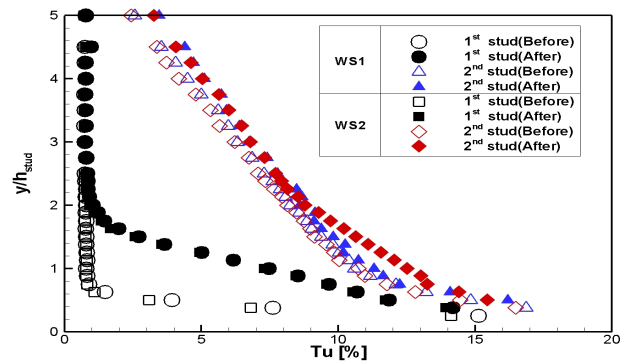 5
4
3
2
1
0
y/h_stud
0
5
10
15
20
Tu [%]
WS1
1st stud(Before)
1st stud(After)
2nd stud(Before)
2nd stud(After)
WS2
1st stud(Before)
1st stud(After)
2nd stud(Before)
2nd stud(After)